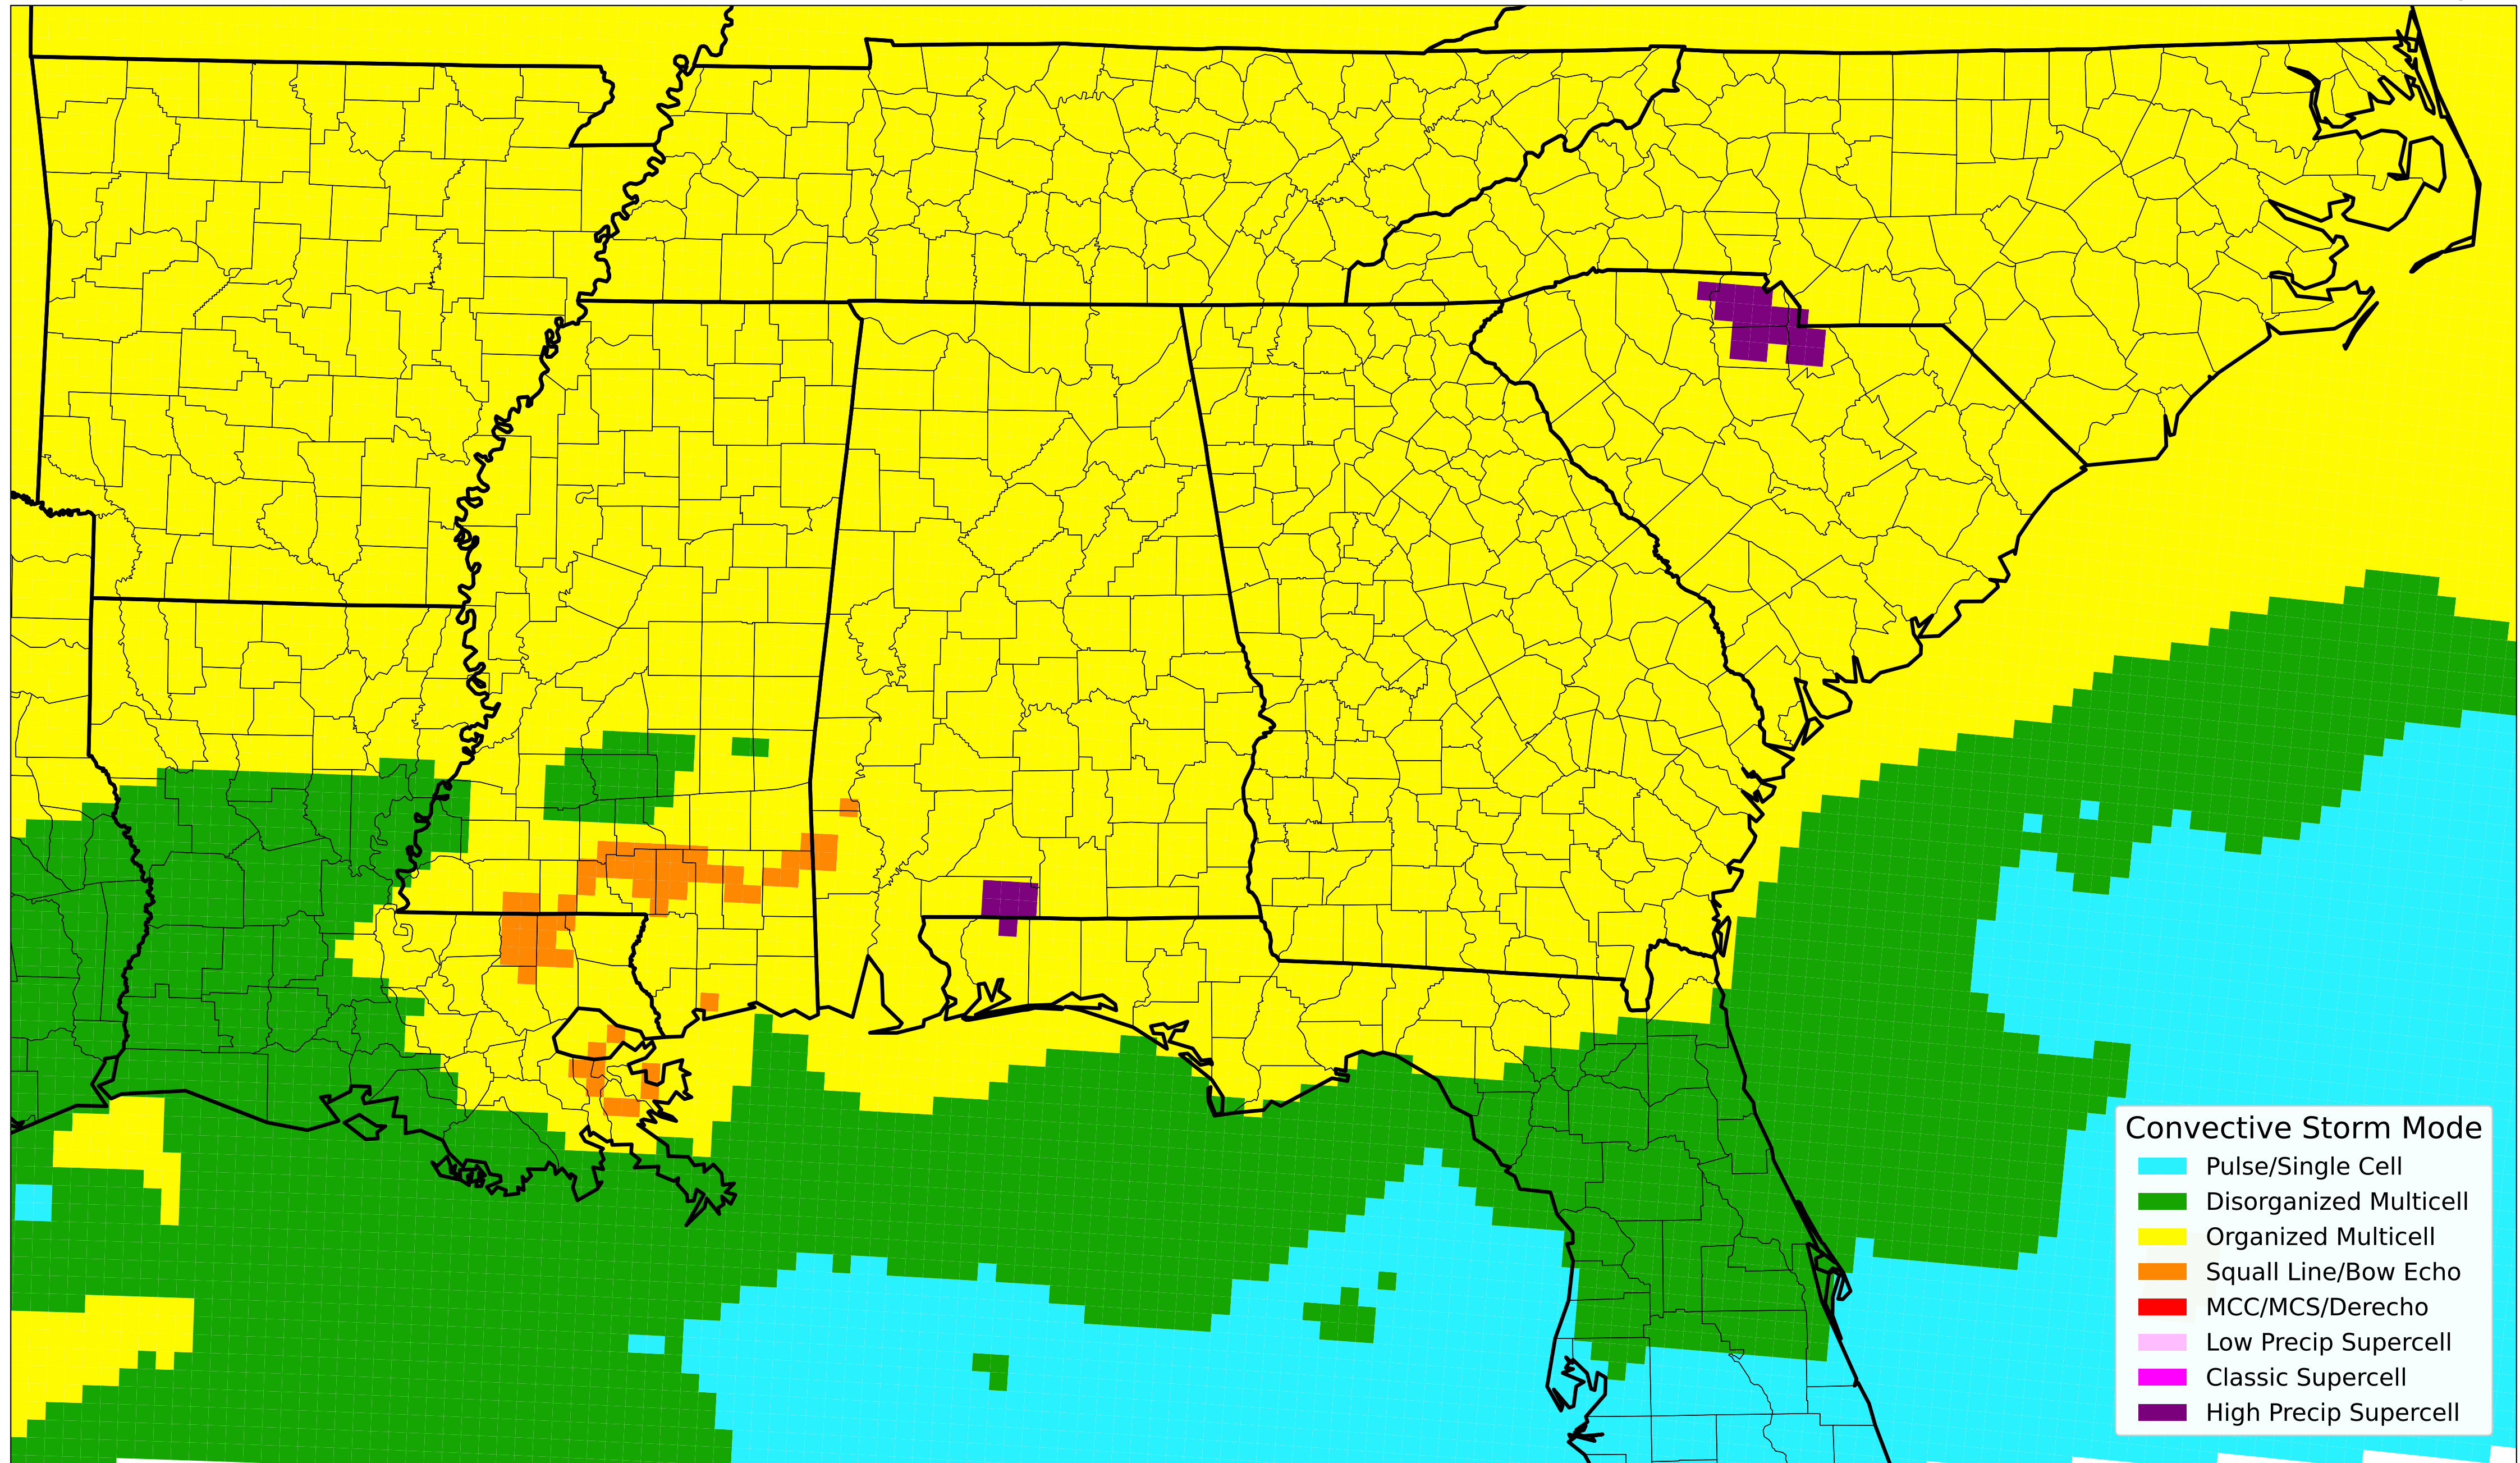 Convective Storm Mode
Pulse/Single Cell
Disorganized Multicell
Organized Multicell
Squall Line/Bow Echo
MCC/MCS/Derecho
Low Precip Supercell
Classic Supercell
High Precip Supercell